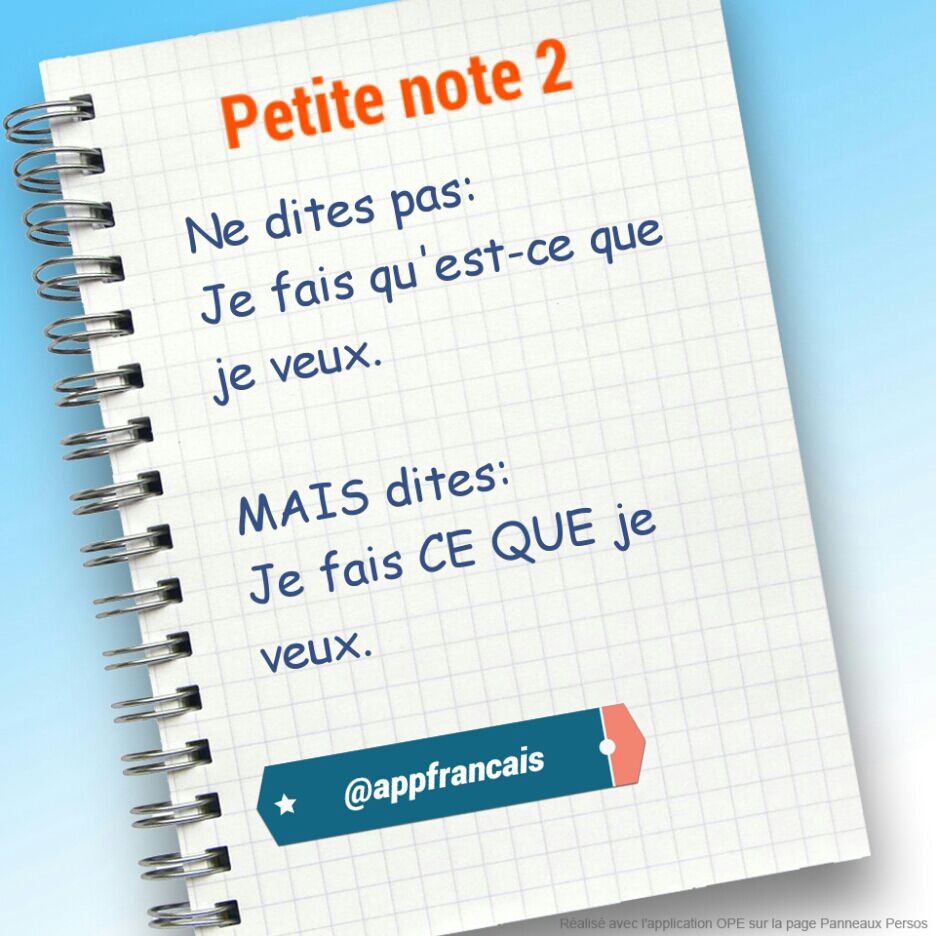 Petite note 2
Ne dites pas:
Je fais qu'est-ce que
je veux.
MAIS dites:
Je fais CE QUE je
veux.
@appfrancais
Réalisé avec l'application OPE sur la page Panneaux Persos